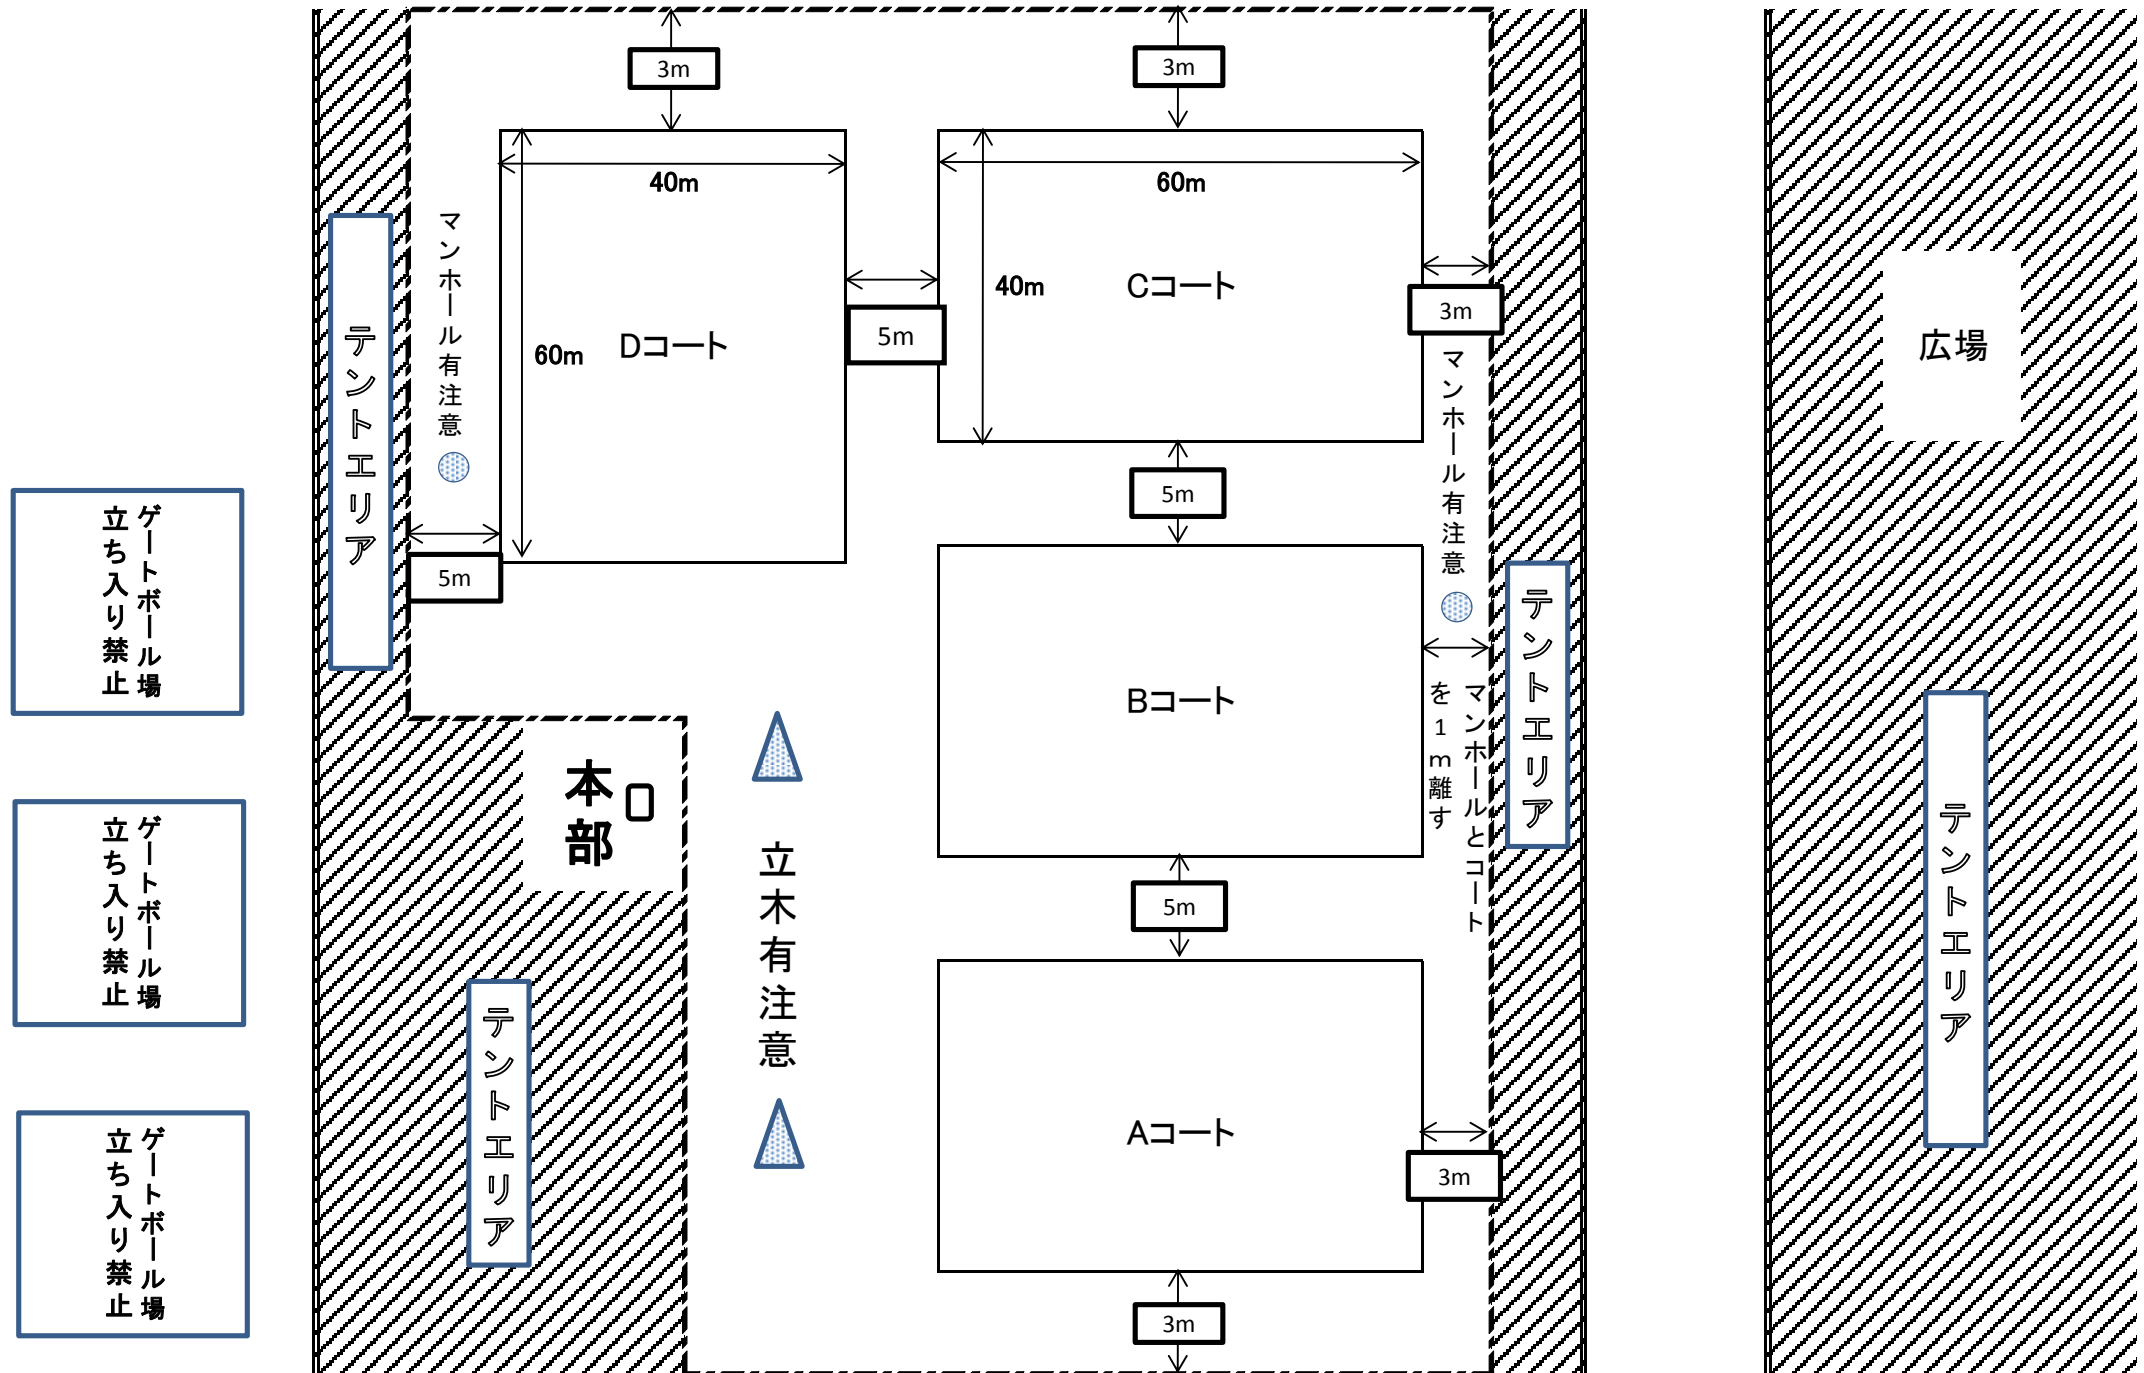 3m
3m
40m
60m
マンホール有注意
テントエリア
60m
Dコート
5m
40m
Cコート
3m
広場
マンホール有注意
5m
5m
ゲートボール場
立ち入り禁止
テントエリア
Bコート
マンホールとコート
を1m離す
テントエリア
本部
ゲートボール場
立ち入り禁止
立木有注意
5m
テントエリア
Aコート
3m
ゲートボール場
立ち入り禁止
3m